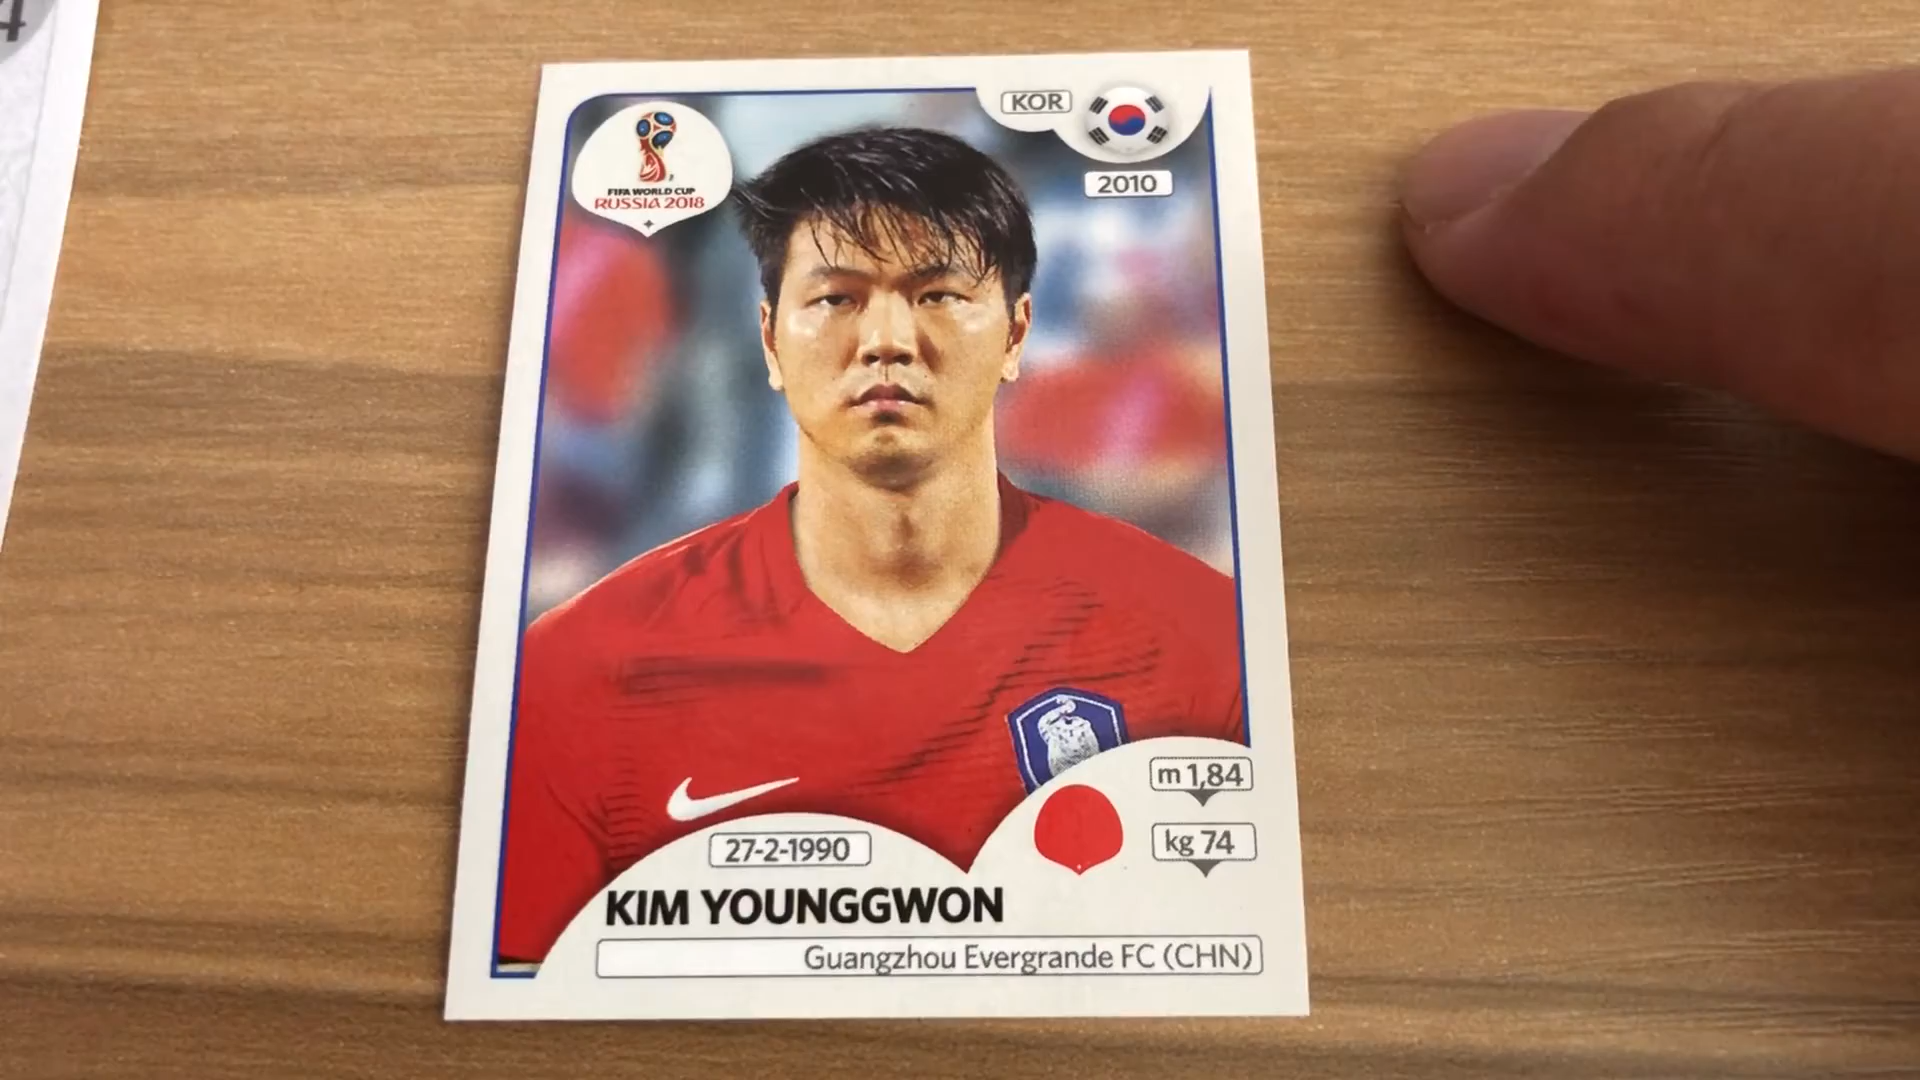 4
FIFA WORLD CUP
RUSSIA 2018
KOR
2010
m 1,84
kg 74
27-2-1990
KIM YOUNGGWON
Guangzhou Evergrande FC (CHN)